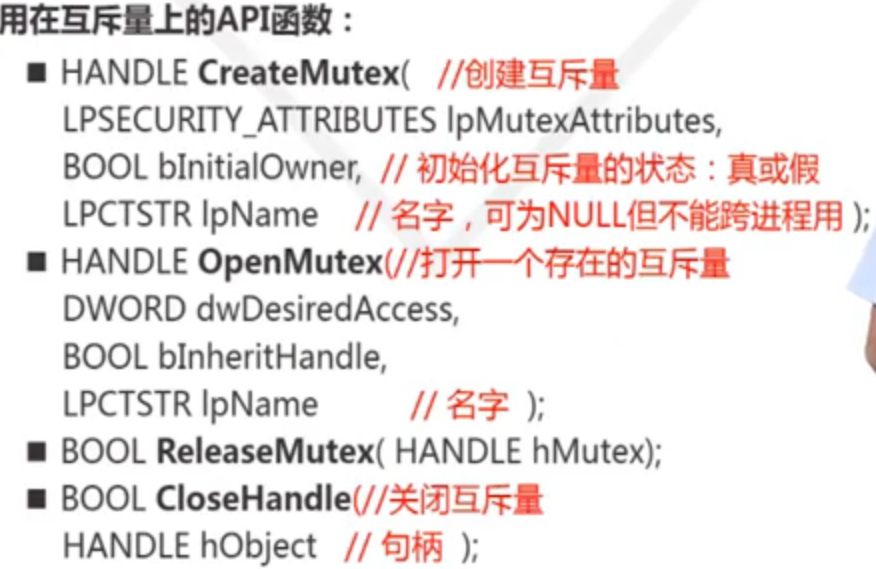 用在互斥量上的API函数：
■ HANDLE CreateMutex( //创建互斥量
LPSECURITY_ATTRIBUTES lpMutexAttributes,
BOOL bInitialOwner, // 初始化互斥量的状态：真或假
LPCTSTR lpName // 名字，可为NULL但不能跨进程用 );
■ HANDLE OpenMutex(//打开一个存在的互斥量
DWORD dwDesiredAccess,
BOOL bInheritHandle,
LPCTSTR lpName // 名字 );
■ BOOL ReleaseMutex( HANDLE hMutex);
■ BOOL CloseHandle(//关闭互斥量
HANDLE hObject // 句柄 );